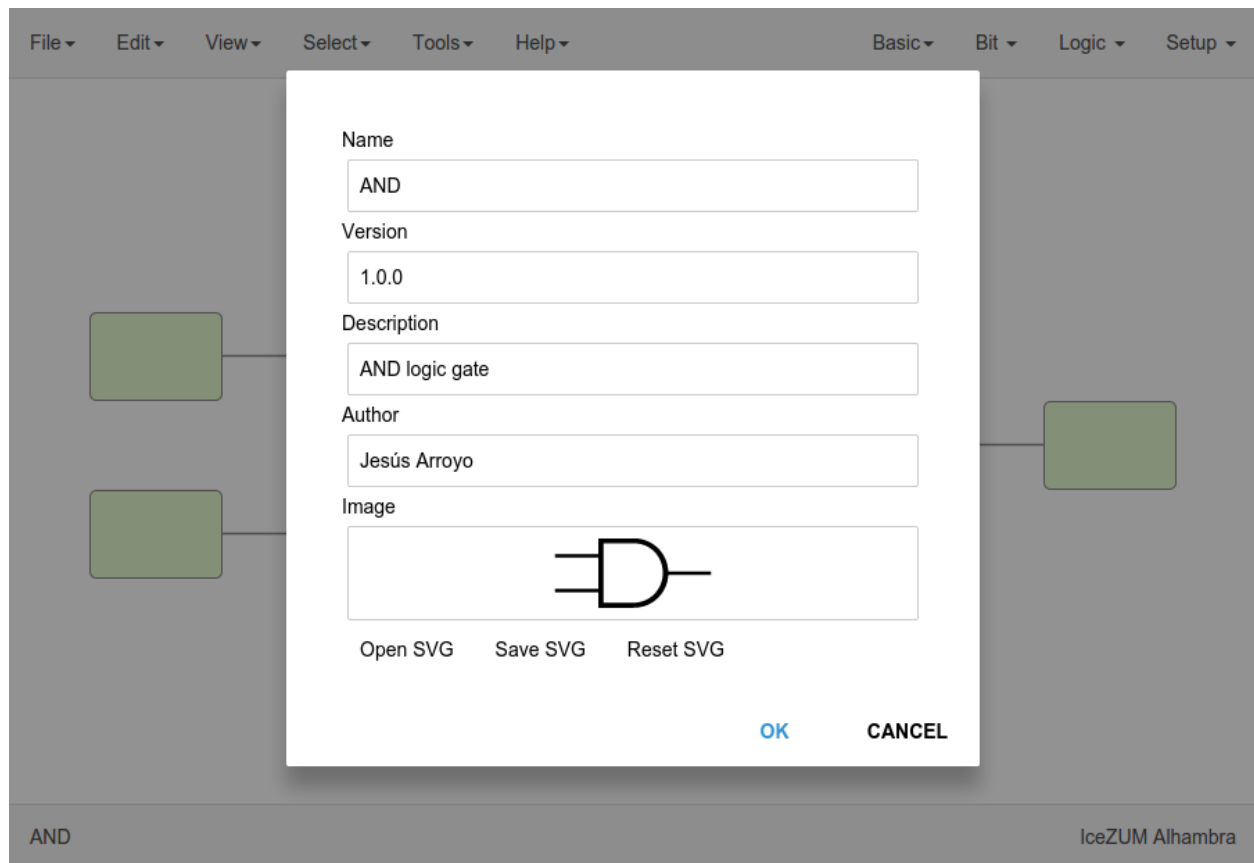 File Edit View Select Tools Help Basic Bit Logic Setup
Name
AND
Version
1.0.0
Description
AND logic gate
Author
Jesús Arroyo
Image
Open SVG Save SVG Reset SVG
OK CANCEL
AND IceZUM Alhambra